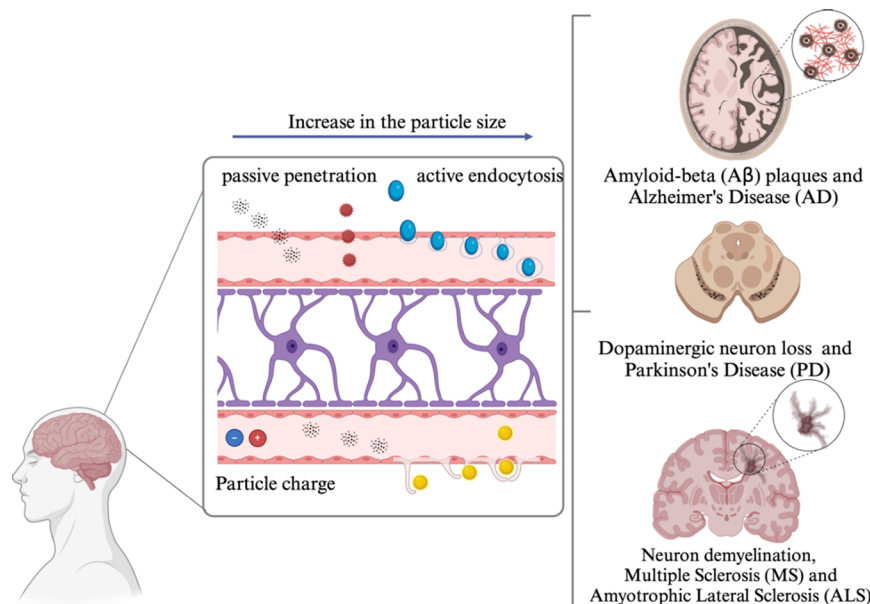 Increase in the particle size
passive penetration
active endocytosis
−
+
Particle charge
Amyloid-beta (Aβ) plaques and
Alzheimer's Disease (AD)
Dopaminergic neuron loss and
Parkinson's Disease (PD)
Neuron demyelination,
Multiple Sclerosis (MS) and
Amyotrophic Lateral Sclerosis (ALS)